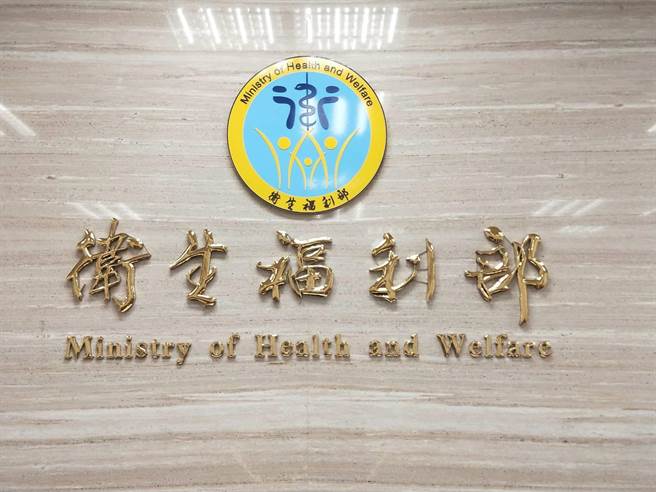 Ministry of Health and Welfare
衛生福利部
衛生福利部
Ministry of Health and Welfare